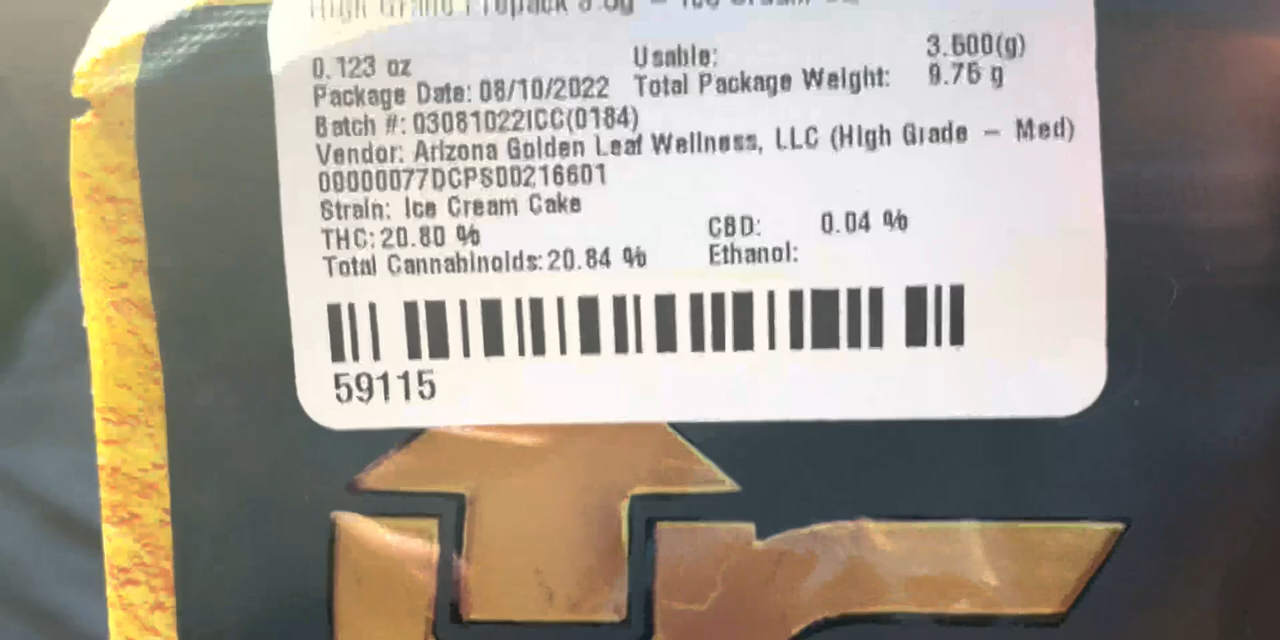 High Grade Prepack 3.5g - Ice Cream
0.123 oz Usable: 3.500(g)
Package Date: 08/10/2022 Total Package Weight: 9.75 g
Batch #: 03081022ICC(0184)
Vendor: Arizona Golden Leaf Wellness, LLC (High Grade - Med)
00000077DCPS00216601
Strain: Ice Cream Cake
THC: 20.80 % CBD: 0.04 %
Total Cannabinoids: 20.84 % Ethanol:
59115